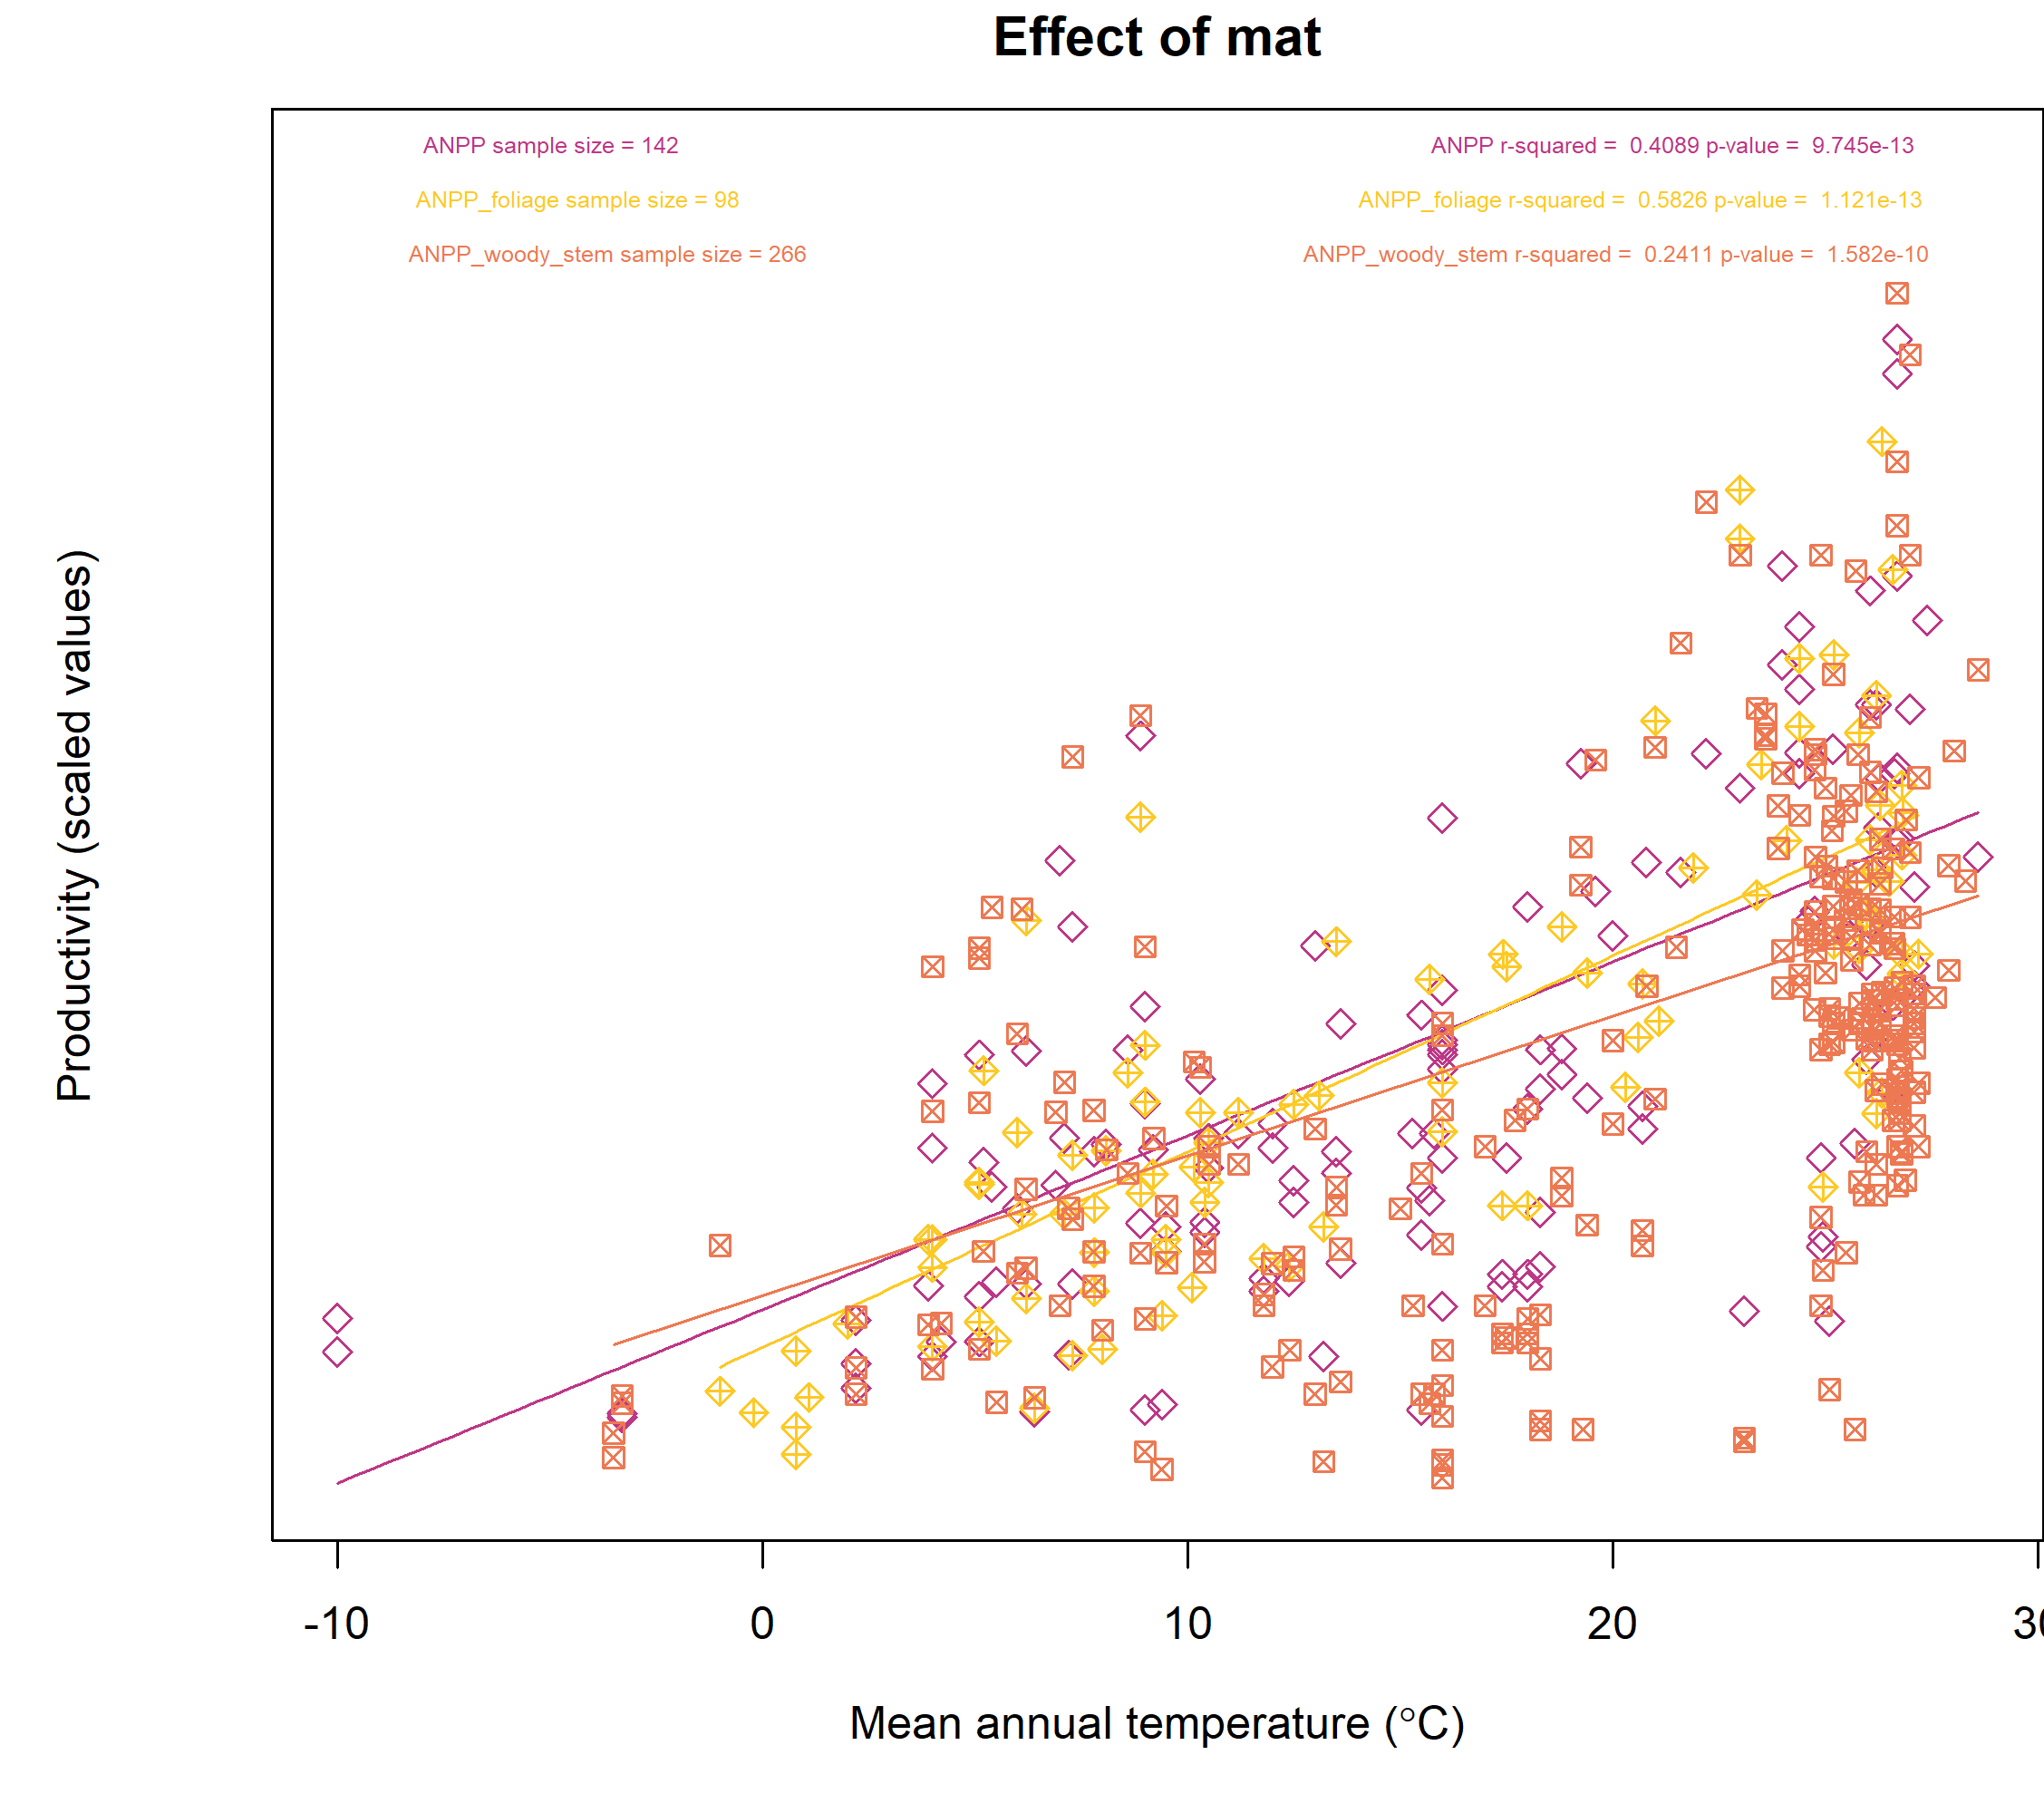 Effect of mat
ANPP sample size = 142
ANPP r-squared = 0.4089 p-value = 9.745e-13
ANPP_foliage sample size = 98
ANPP_foliage r-squared = 0.5826 p-value = 1.121e-13
ANPP_woody_stem sample size = 266
ANPP_woody_stem r-squared = 0.2411 p-value = 1.582e-10
Productivity (scaled values)
-10 0 10 20 30
Mean annual temperature (°C)